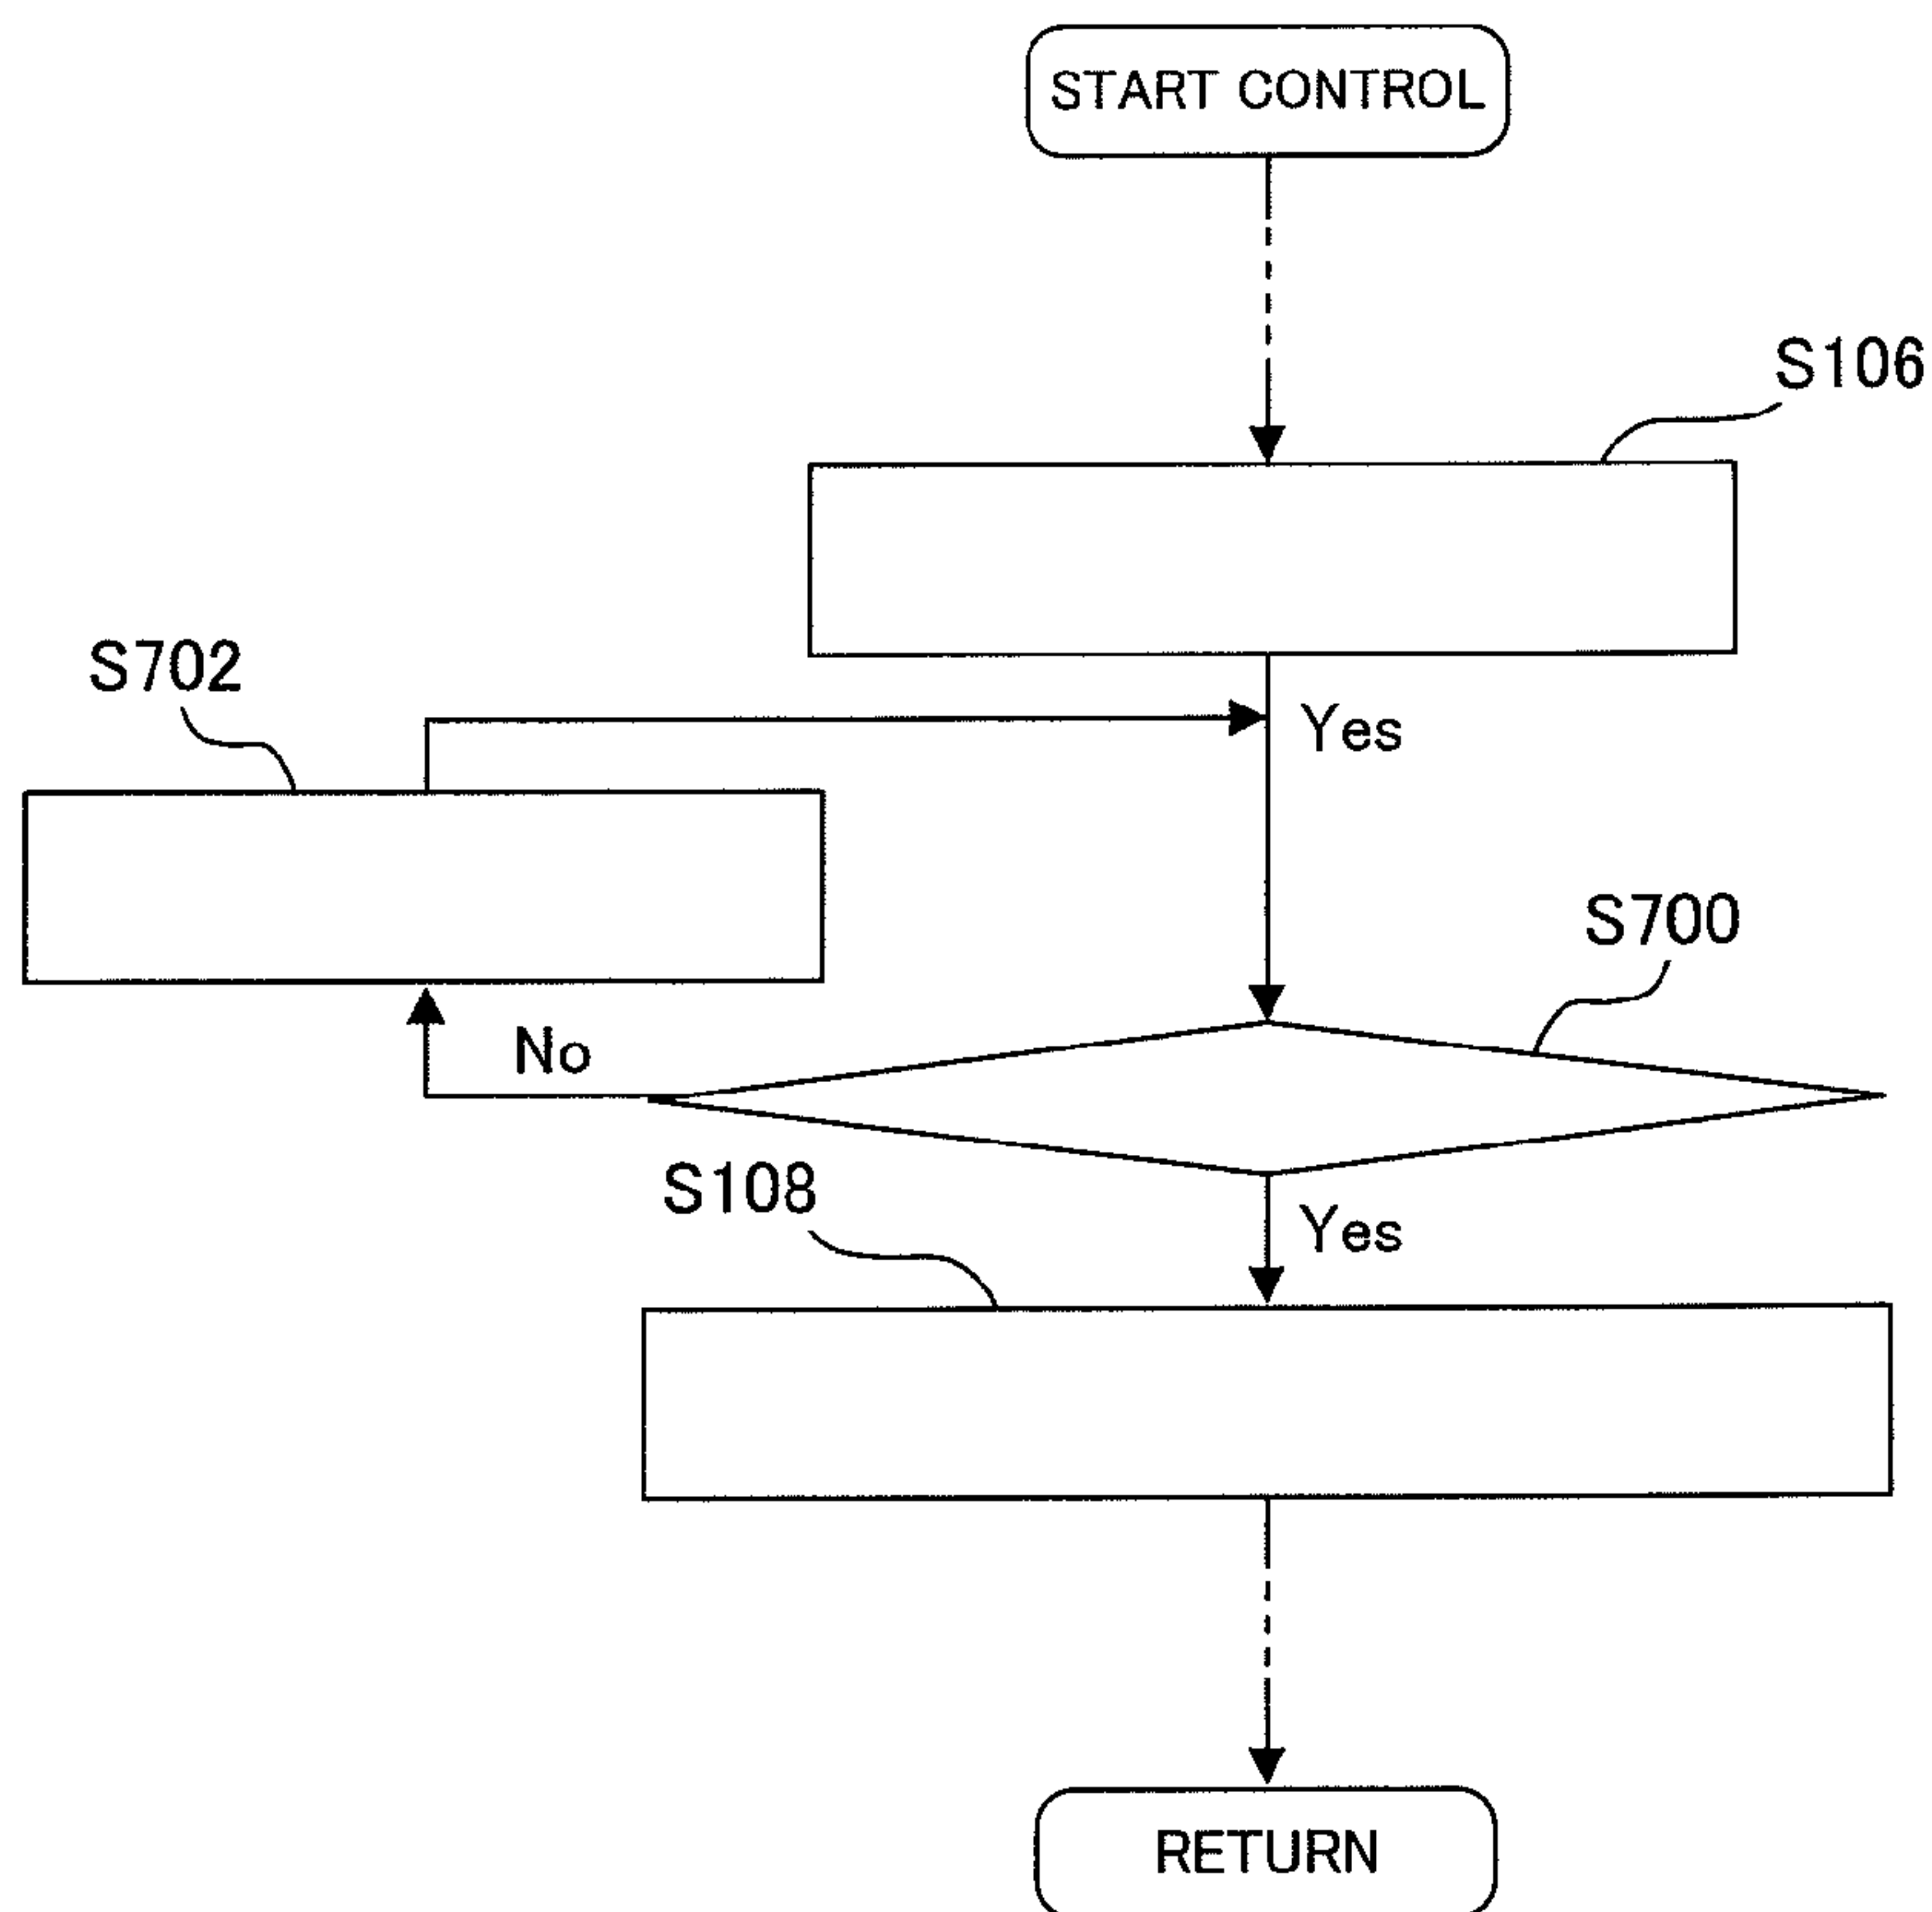 START CONTROL
S106
S702
Yes
S700
No
S108
Yes
RETURN